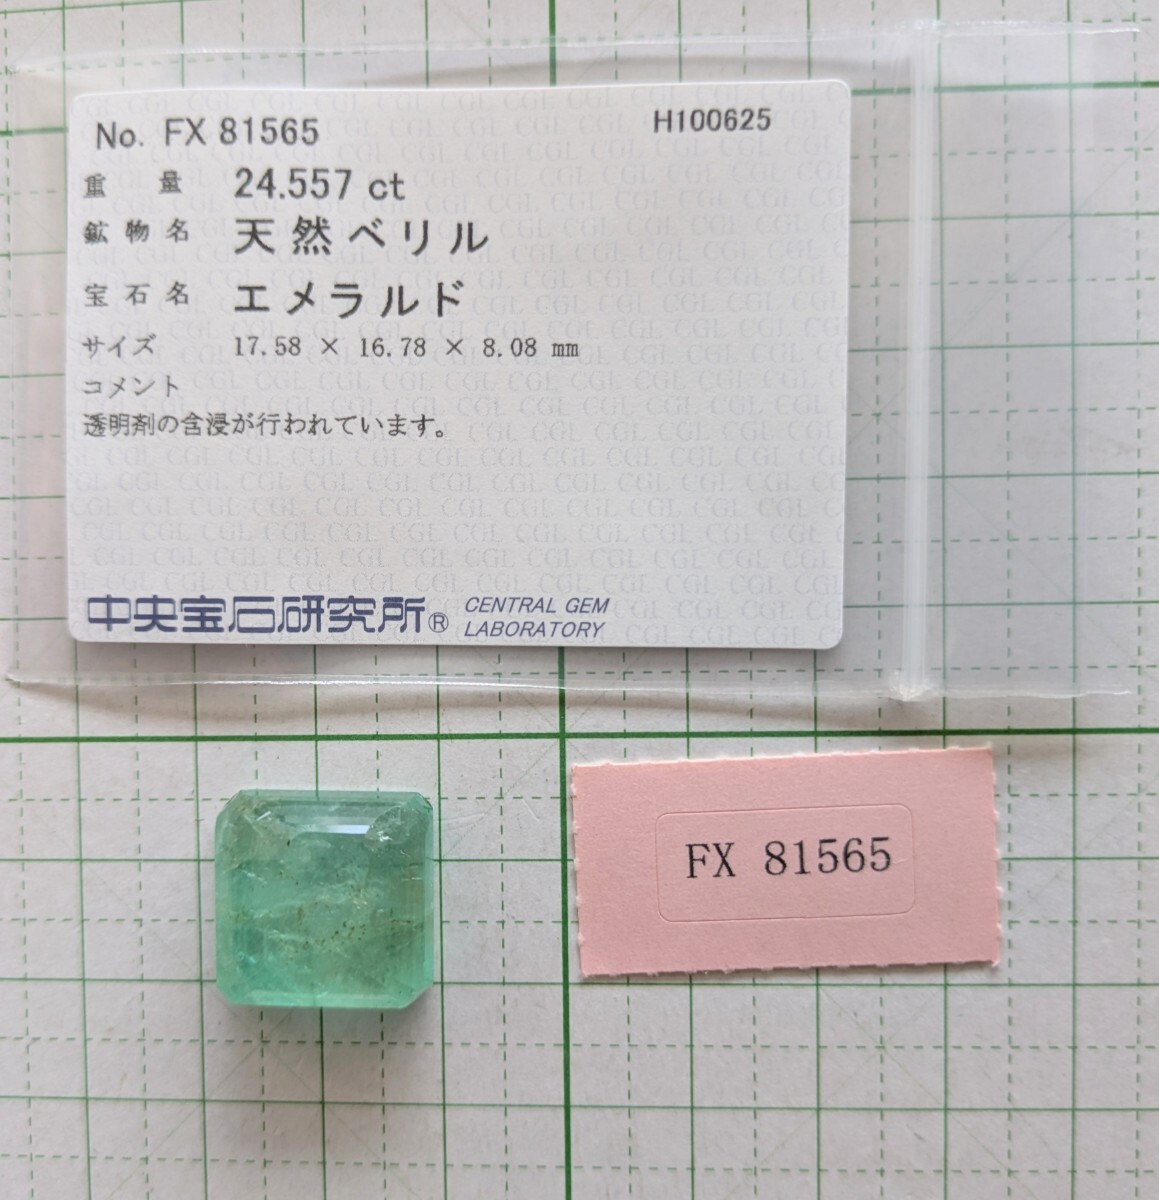 No. FX 81565
H100625
重 量 24.557 ct
鉱物名 天然ベリル
宝石名 エメラルド
サイズ 17.58 × 16.78 × 8.08 mm
コメント
透明剤の含浸が行われています。
中央宝石研究所® CENTRAL GEM
LABORATORY
FX 81565